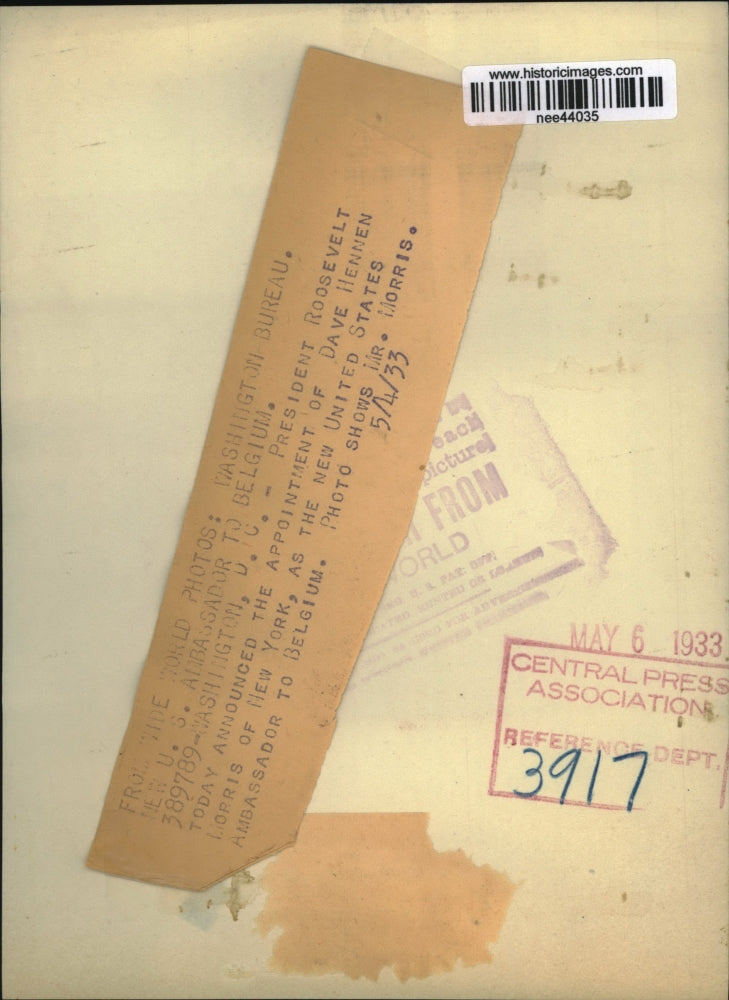 www.historicimages.com
nee44035
FROM WIDE WORLD PHOTOS; WASHINGTON BUREAU.
NEW U. S. AMBASSADOR TO BELGIUM.
389789-WASHINGTON, D. C. - PRESIDENT ROOSEVELT
TODAY ANNOUNCED THE APPOINTMENT OF DAVE HENNEN
MORRIS OF NEW YORK, AS THE NEW UNITED STATES
AMBASSADOR TO BELGIUM. PHOTO SHOWS MR. MORRIS.
5/4/33
each
picture
FROM
WORLD
MAY 6 1933
CENTRAL PRESS
ASSOCIATION
REFERENCE DEPT.
3917